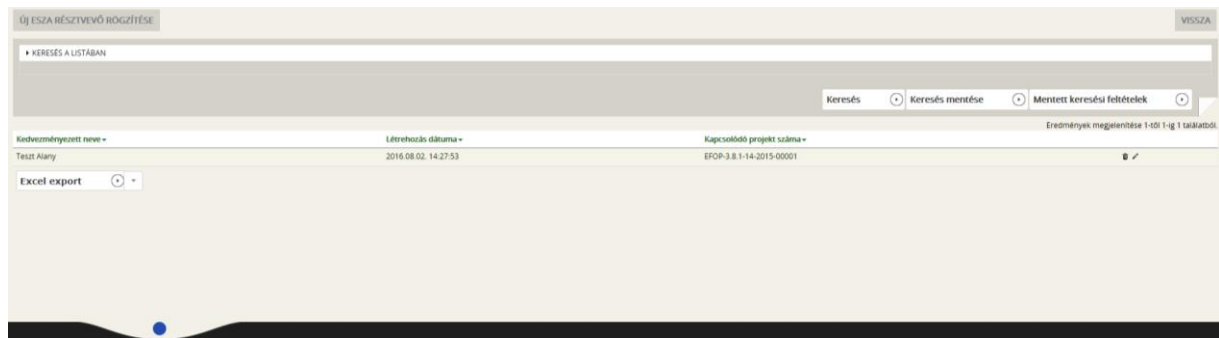 ÚJ ESZA RÉSZTVEVŐ RÖGZÍTÉSE
VISSZA
KERESÉS A LISTÁBAN
Keresés
Keresés mentése
Mentett keresési feltételek
Eredmények megjelenítése 1-től 1-ig 1 találatból.
Kedvezményezett neve
Létrehozás dátuma
Kapcsolódó projekt száma
Teszt Alany
2016.08.02. 14:27:53
EFOP-3.8.1-14-2015-00001
Excel export